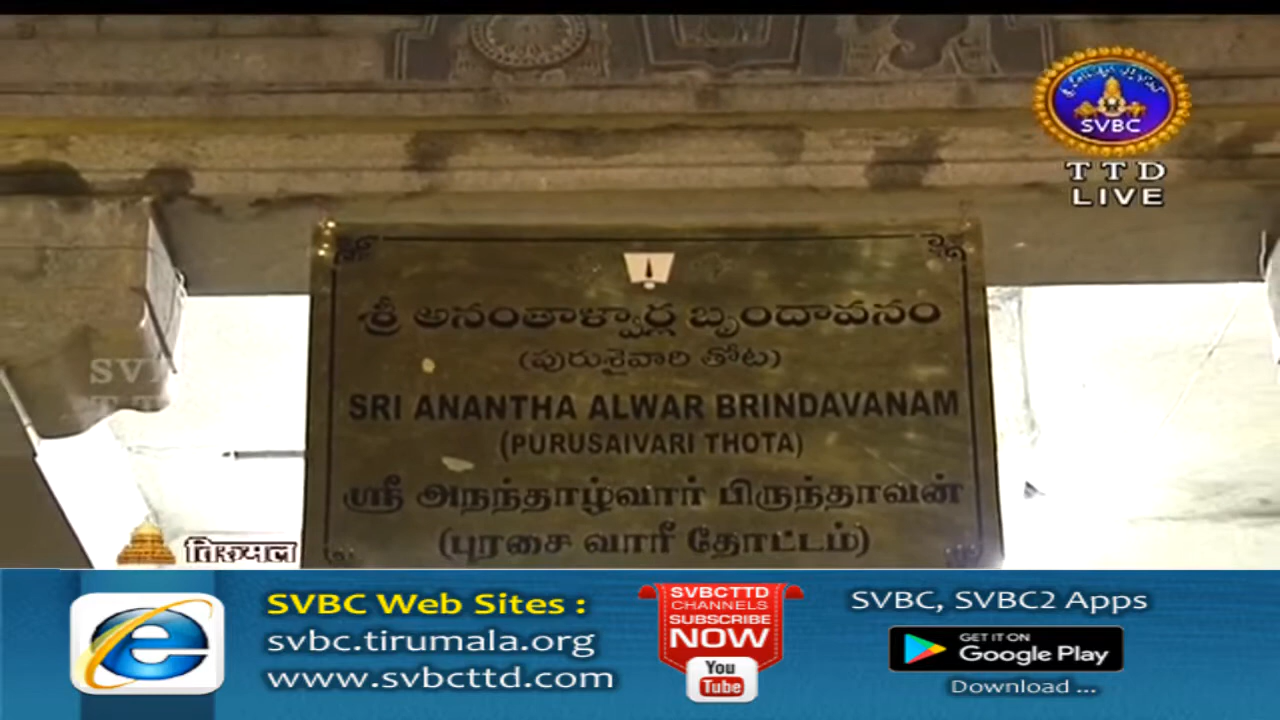 SVBC
TTD
LIVE
శ్రీ అనంతాళ్వార్ల బృందావనం
(పురుశైవారి తోట)
SRI ANANTHA ALWAR BRINDAVANAM
(PURUSAIVARI THOTA)
ஸ்ரீ அநந்தாழ்வார் பிருந்தாவன்
(புரசை வாரீ தோட்டம்)
SVBC Web Sites :
svbc.tirumala.org
www.svbcttd.com
SVBCTTD
CHANNELS
SUBSCRIBE
NOW
You
Tube
SVBC, SVBC2 Apps
GET IT ON
Google Play
Download ...